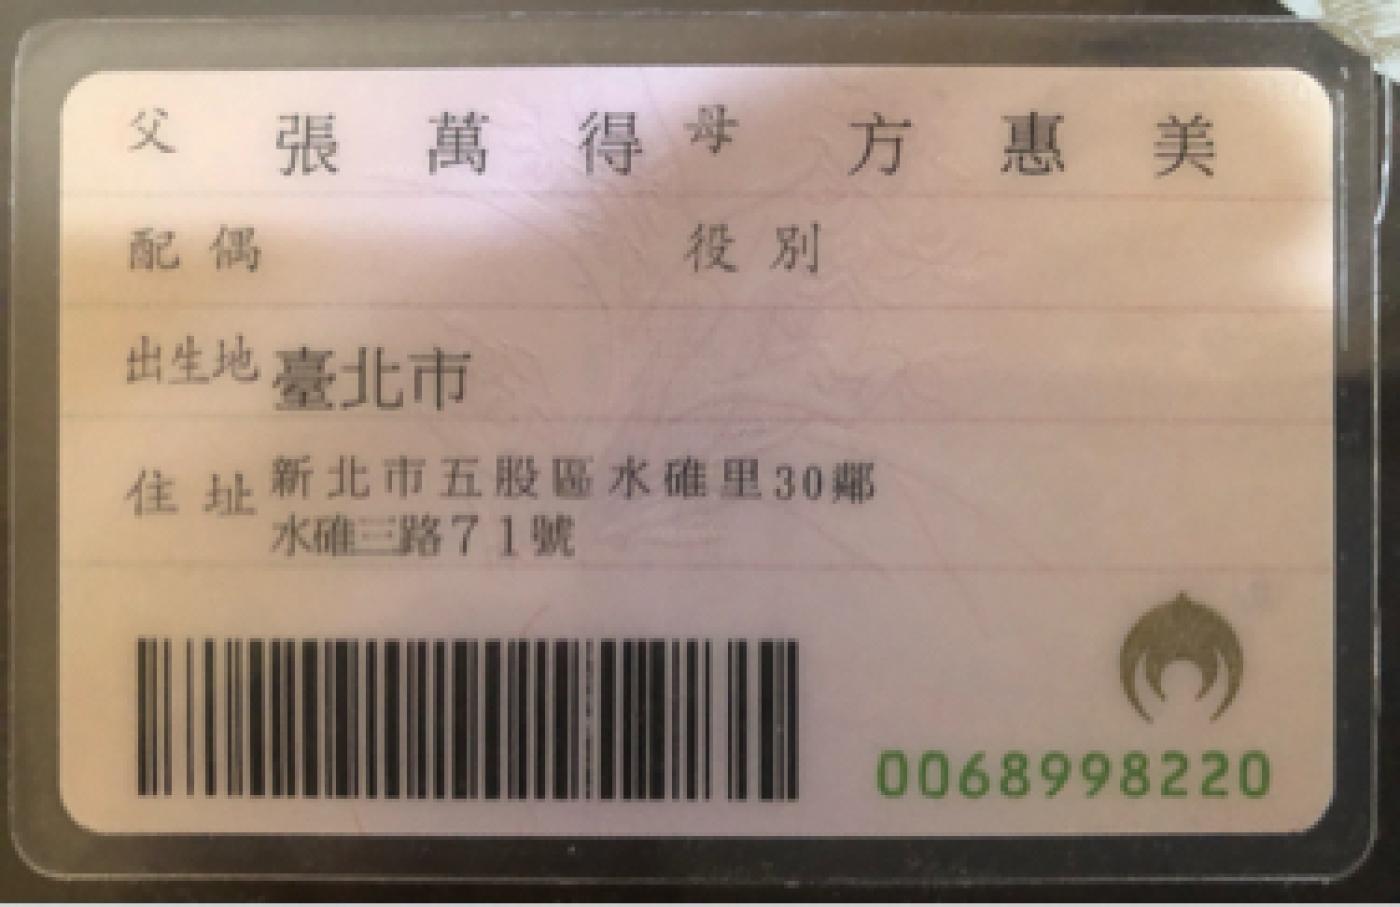 父 張萬得 母 方惠美
配偶 役別
出生地 臺北市
住址 新北市五股區水碓里30鄰
水碓三路71號
0068998220